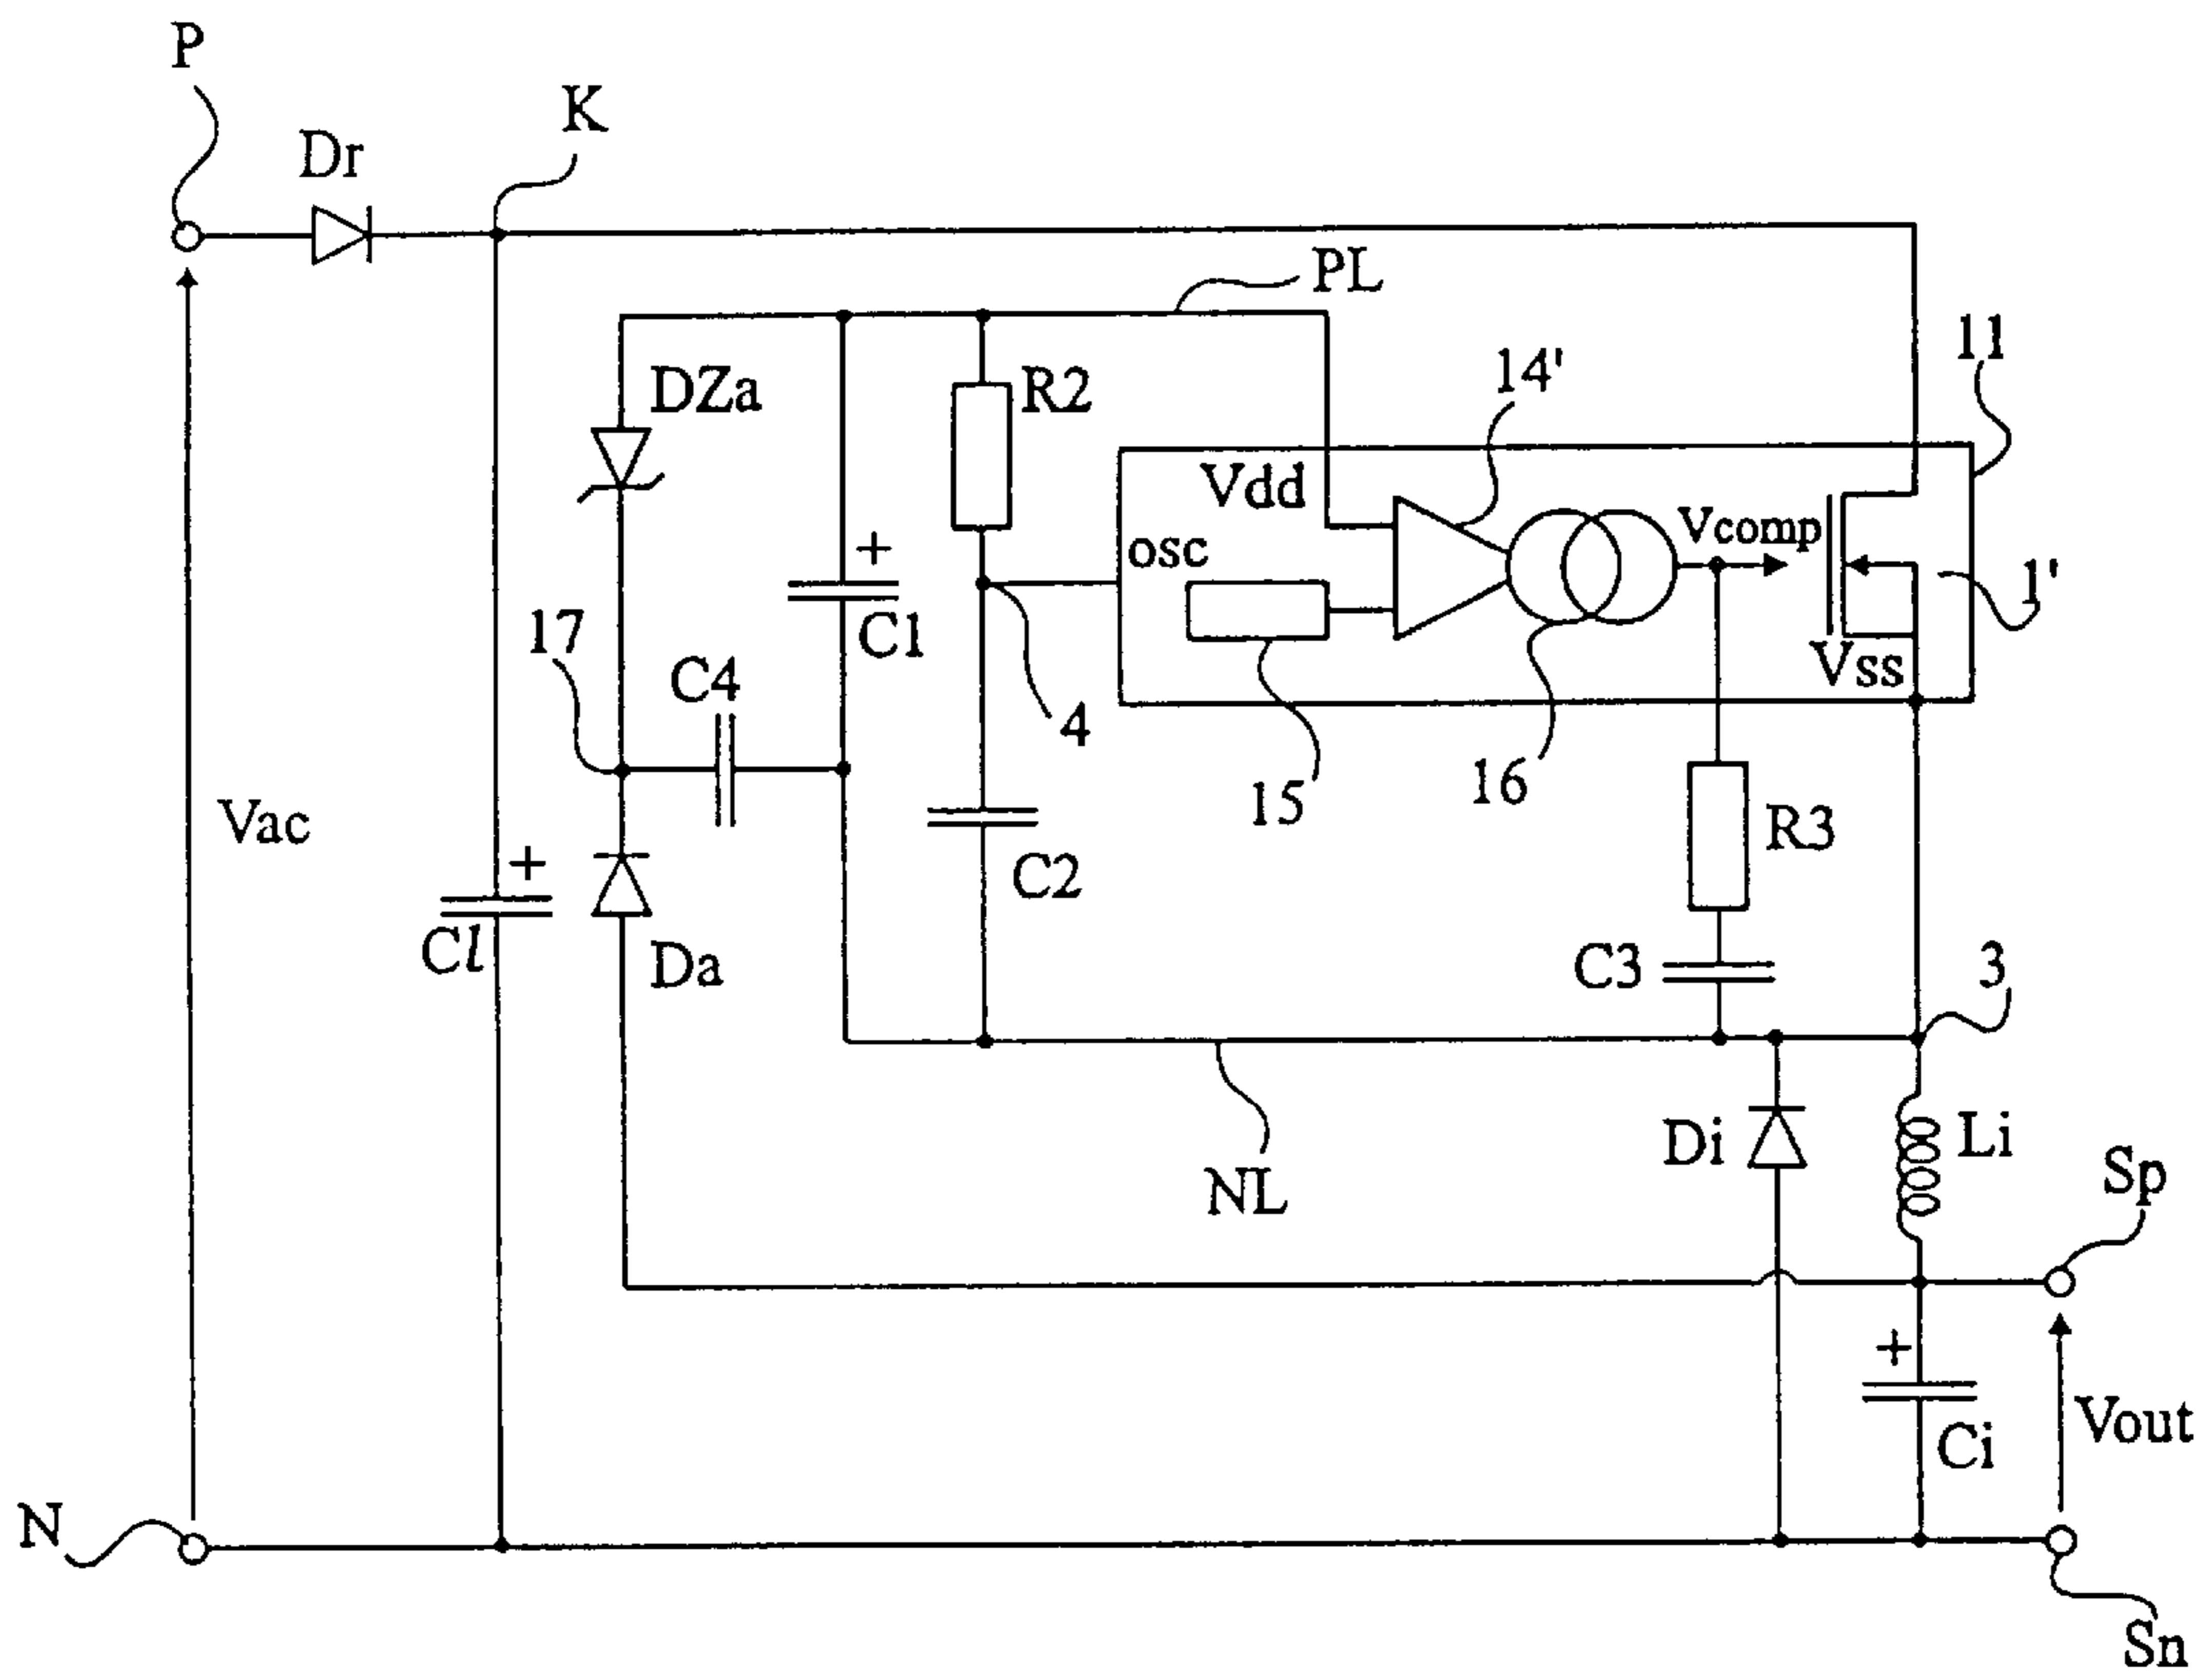 P
K
Dr
PL
11
14'
DZa
R2
Vdd
Vcomp
osc
+
1'
17
C1
Vss
C4
4
15
16
Vac
R3
+
C2
Cl
Da
C3
3
Di
Li
NL
Sp
+
Vout
Ci
N
Sn